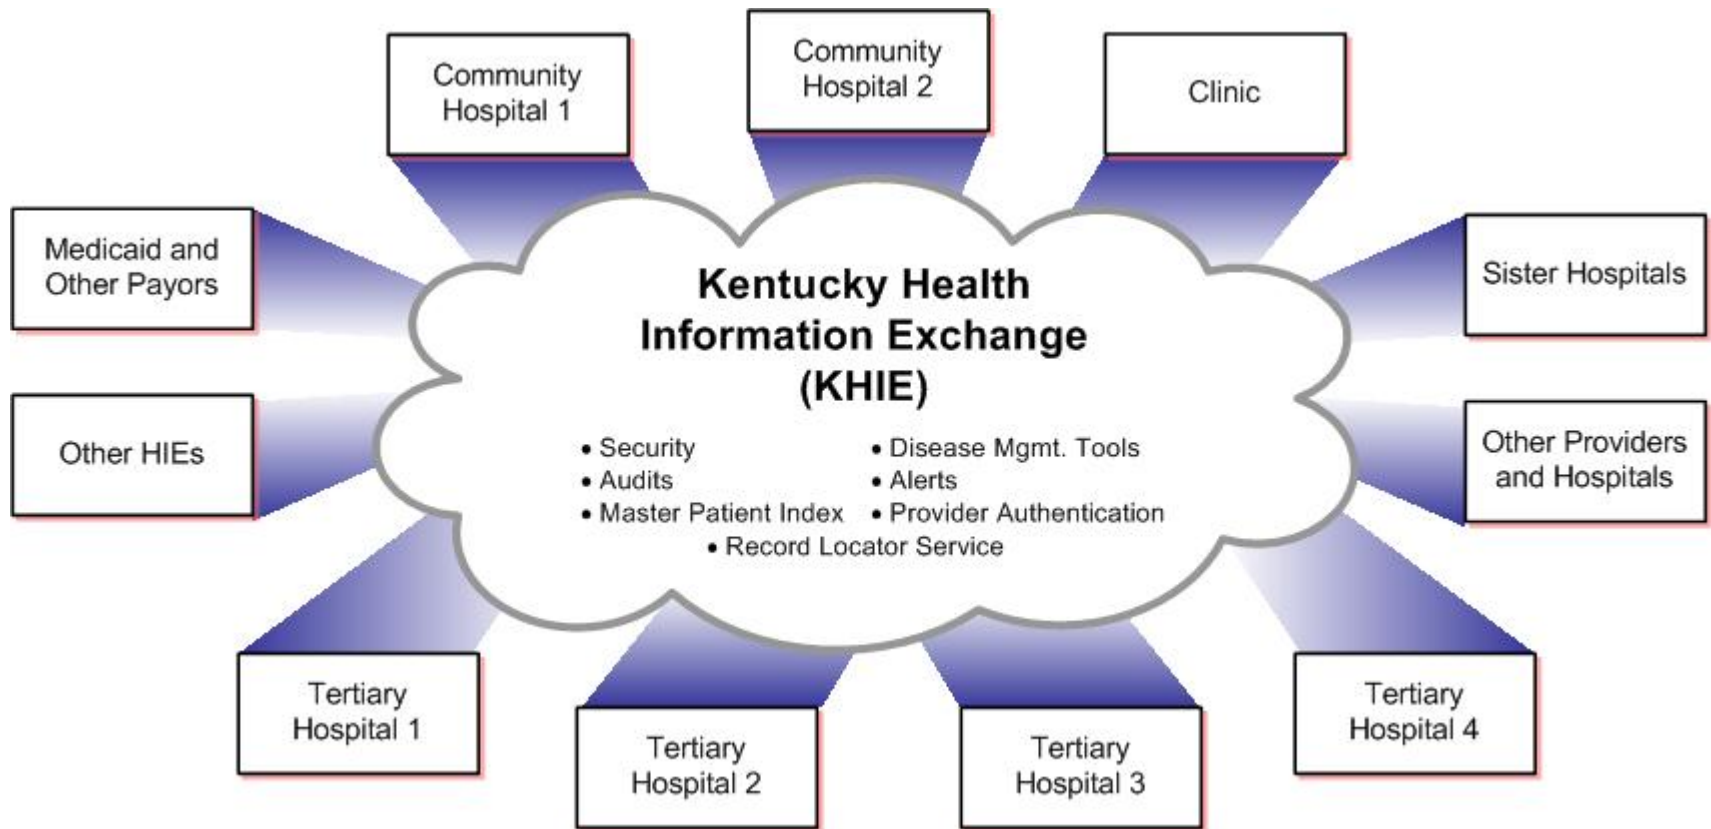 Community
Hospital 1
Community
Hospital 2
Clinic
Medicaid and
Other Payors
Sister Hospitals
Kentucky Health
Information Exchange
(KHIE)
Other HIEs
Other Providers
and Hospitals
• Security
• Disease Mgmt. Tools
• Audits
• Alerts
• Master Patient Index
• Provider Authentication
• Record Locator Service
Tertiary
Hospital 1
Tertiary
Hospital 2
Tertiary
Hospital 3
Tertiary
Hospital 4